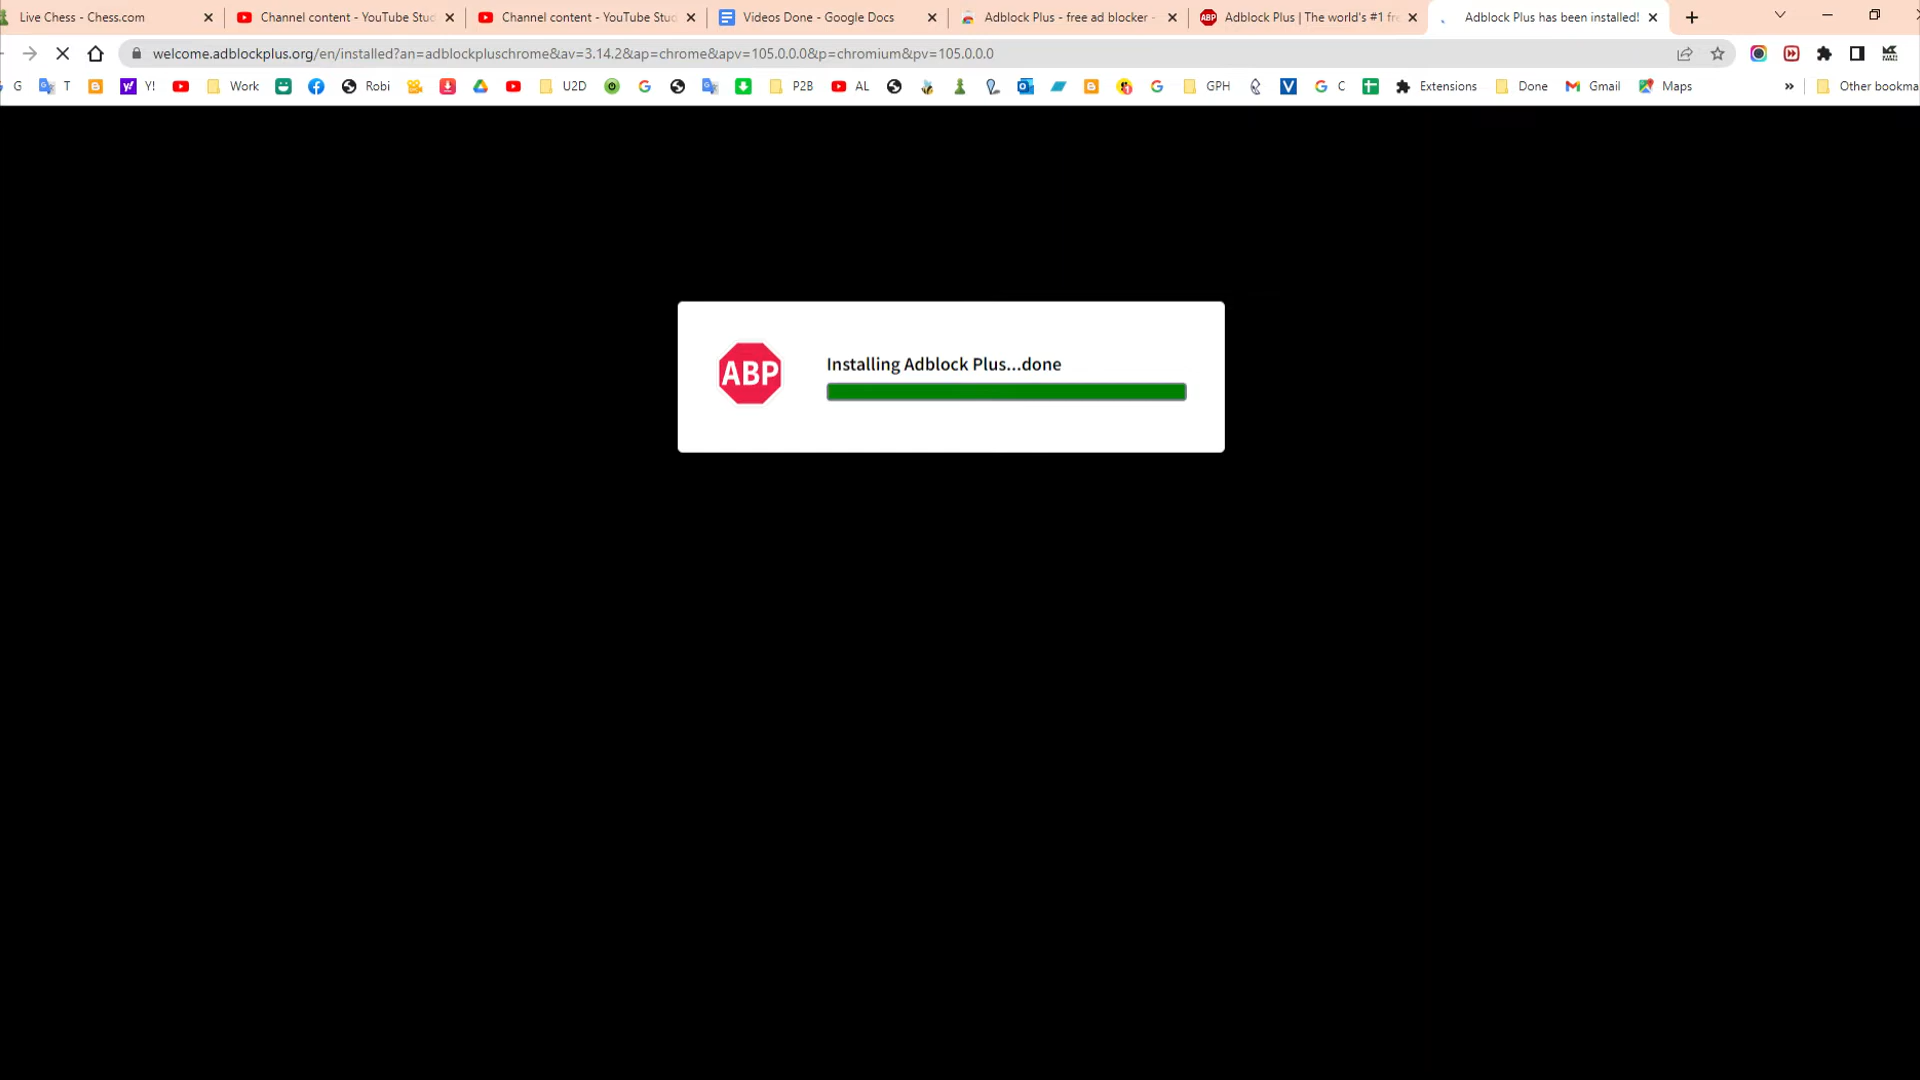 Live Chess - Chess.com
Channel content - YouTube Stu
Channel content - YouTube Stu
Videos Done - Google Docs
Adblock Plus - free ad blocker -
ABP Adblock Plus | The world's #1 fr
Adblock Plus has been installed!
welcome.adblockplus.org/en/installed?an=adblockpluschrome&av=3.14.2&ap=chrome&apv=105.0.0.0&p=chromium&pv=105.0.0.0
G T Y! Work Robi U2D P2B AL GPH V G C Extensions Done Gmail Maps » Other bookma
ABP
Installing Adblock Plus...done